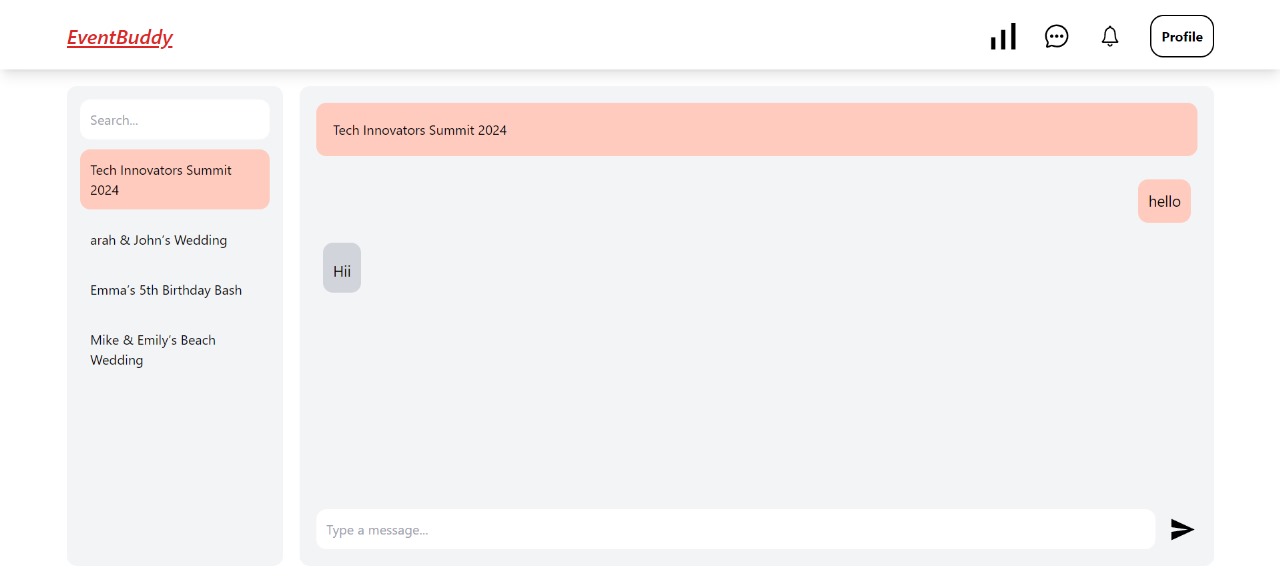 EventBuddy
Profile
Search...
Tech Innovators Summit
2024
arah & John's Wedding
Emma's 5th Birthday Bash
Mike & Emily's Beach
Wedding
Tech Innovators Summit 2024
hello
Hii
Type a message...